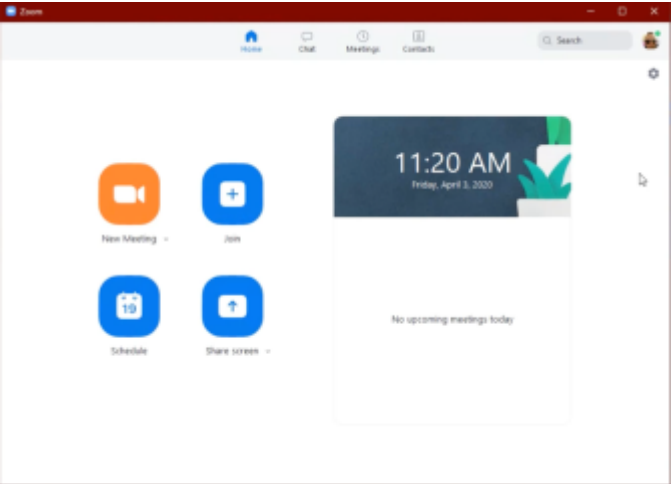 Zoom
Home
Chat
Meetings
Contacts
Search
11:20 AM
Friday, April 3, 2020
New Meeting
Join
19
Schedule
Share screen
No upcoming meetings today